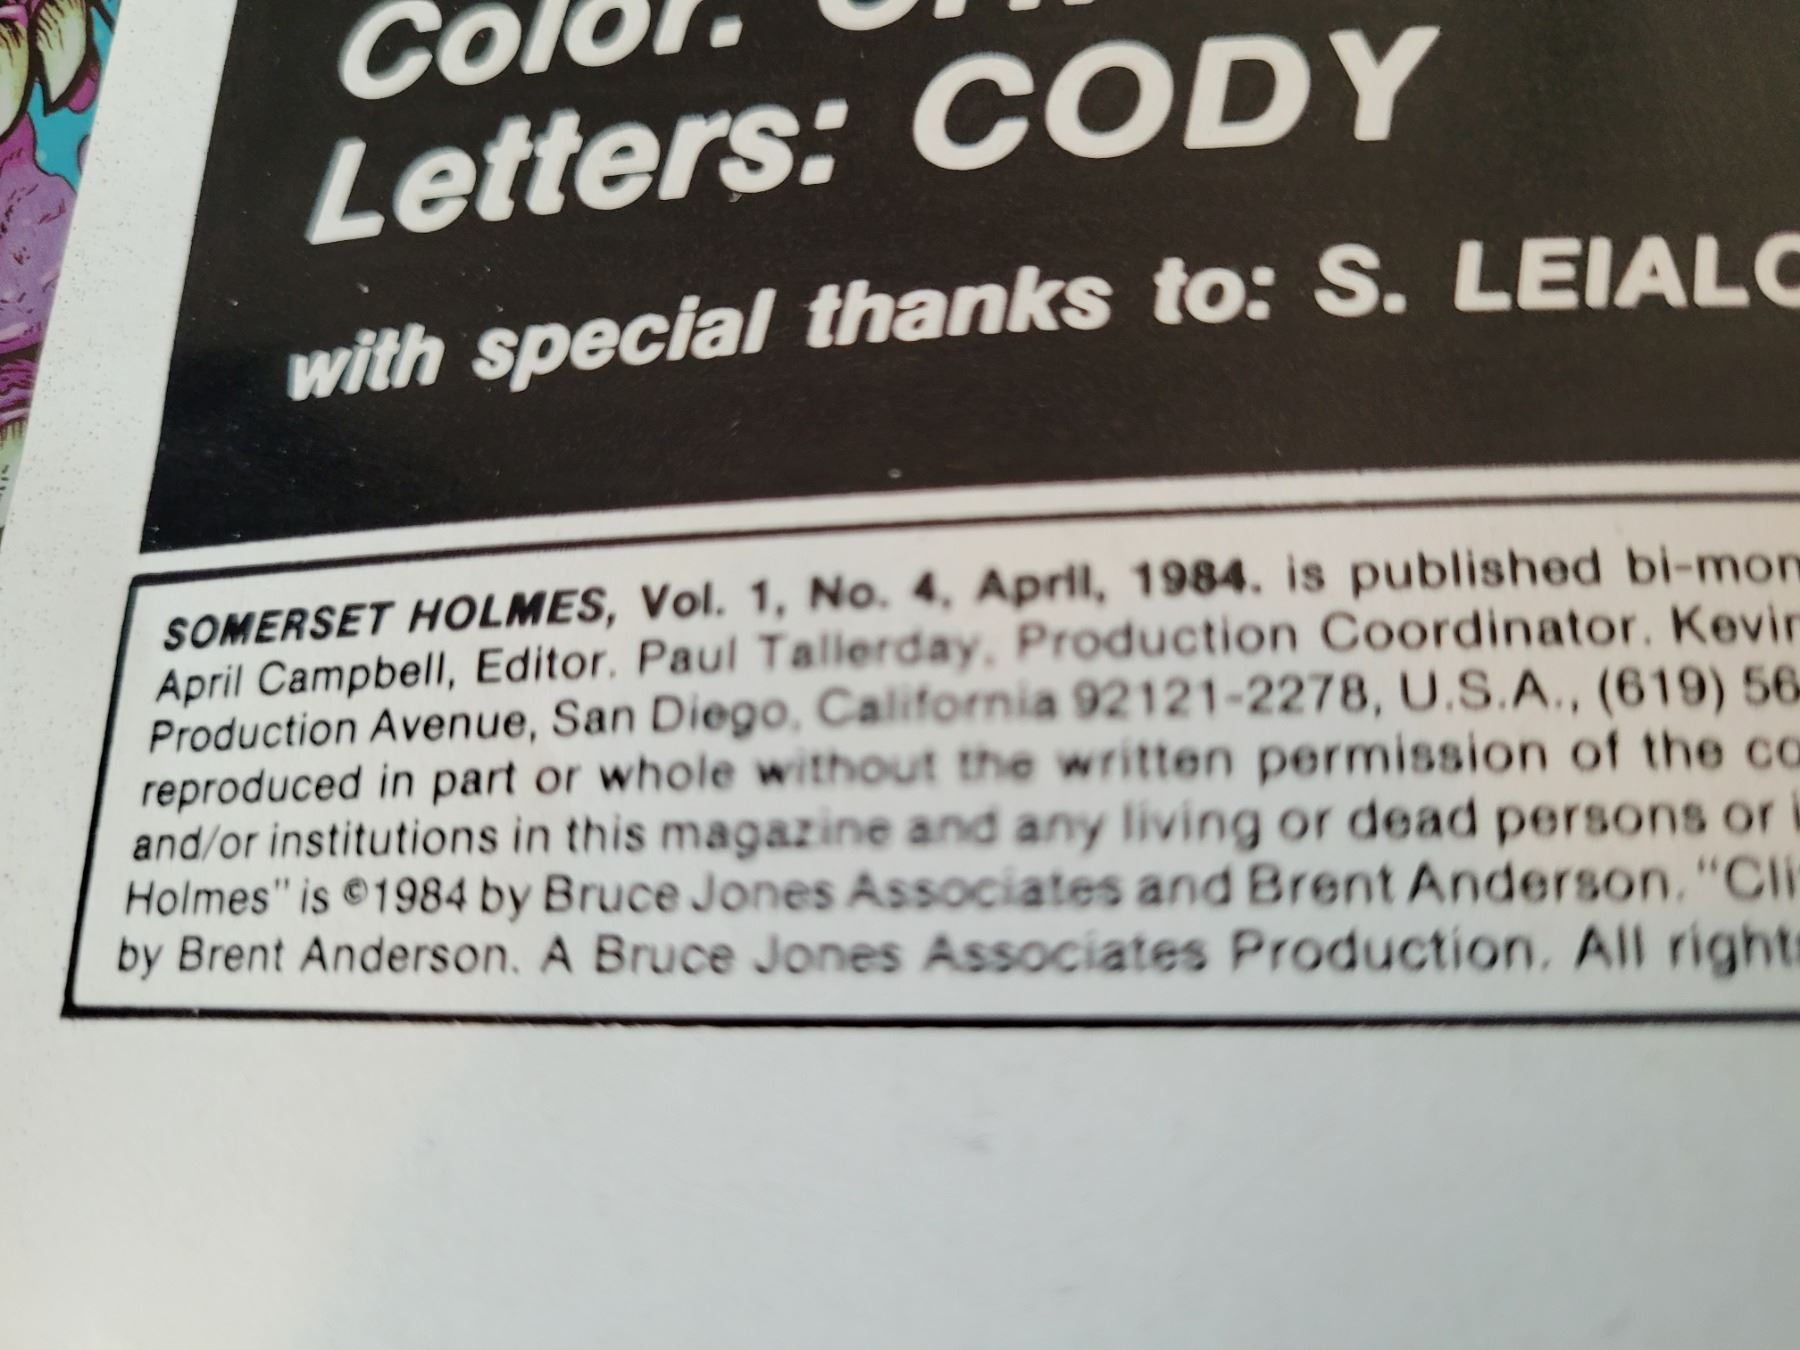 Color:
Letters: CODY
with special thanks to: S. LEIALO
SOMERSET HOLMES, Vol. 1, No. 4, April, 1984. is published bi-mon
April Campbell, Editor. Paul Tallerday, Production Coordinator. Kevin
Production Avenue, San Diego, California 92121-2278, U.S.A., (619) 56
reproduced in part or whole without the written permission of the co
and/or institutions in this magazine and any living or dead persons or i
Holmes" is ©1984 by Bruce Jones Associates and Brent Anderson. "Cli
by Brent Anderson. A Bruce Jones Associates Production. All rights